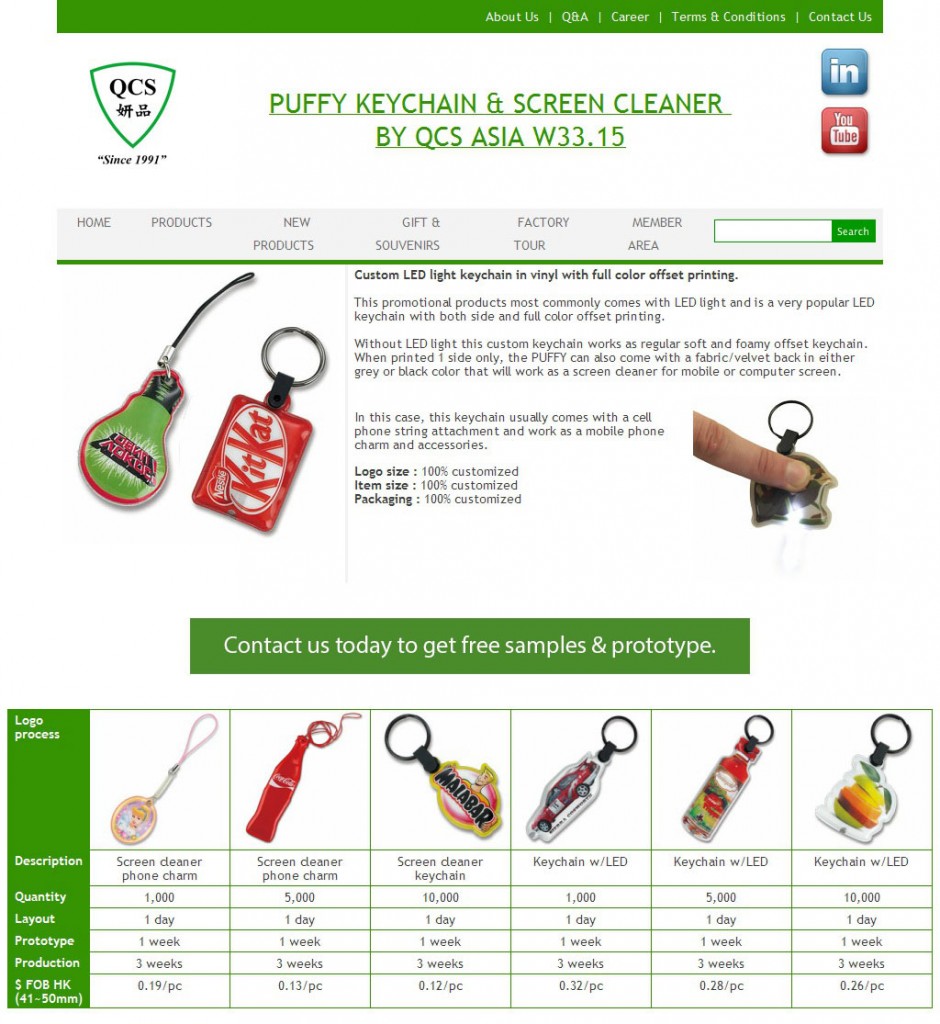 About Us | Q&A | Career | Terms & Conditions | Contact Us
QCS
妍品
"Since 1991"
PUFFY KEYCHAIN & SCREEN CLEANER
BY QCS ASIA W33.15
in
You
Tube
HOME PRODUCTS NEW PRODUCTS GIFT & SOUVENIRS FACTORY TOUR MEMBER AREA Search
Custom LED light keychain in vinyl with full color offset printing.
This promotional products most commonly comes with LED light and is a very popular LED
keychain with both side and full color offset printing.
Without LED light this custom keychain works as regular soft and foamy offset keychain.
When printed 1 side only, the PUFFY can also come with a fabric/velvet back in either
grey or black color that will work as a screen cleaner for mobile or computer screen.
Nestle
KitKat
In this case, this keychain usually comes with a cell
phone string attachment and work as a mobile phone
charm and accessories.
Logo size : 100% customized
Item size : 100% customized
Packaging : 100% customized
Contact us today to get free samples & prototype.
Logo
process
Coca-Cola
MALABAR
Description Screen cleaner phone charm Screen cleaner phone charm Screen cleaner keychain Keychain w/LED Keychain w/LED Keychain w/LED
Quantity 1,000 5,000 10,000 1,000 5,000 10,000
Layout 1 day 1 day 1 day 1 day 1 day 1 day
Prototype 1 week 1 week 1 week 1 week 1 week 1 week
Production 3 weeks 3 weeks 3 weeks 3 weeks 3 weeks 3 weeks
$ FOB HK (41~50mm) 0.19/pc 0.13/pc 0.12/pc 0.32/pc 0.28/pc 0.26/pc